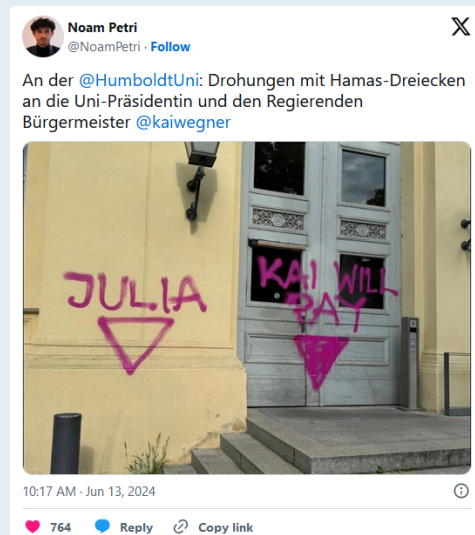 Noam Petri
@NoamPetri · Follow
An der @HumboldtUni: Drohungen mit Hamas-Dreiecken
an die Uni-Präsidentin und den Regierenden
Bürgermeister @kaiwegner
JULIA
KAI WILL
PAY
10:17 AM · Jun 13, 2024
764 Reply Copy link